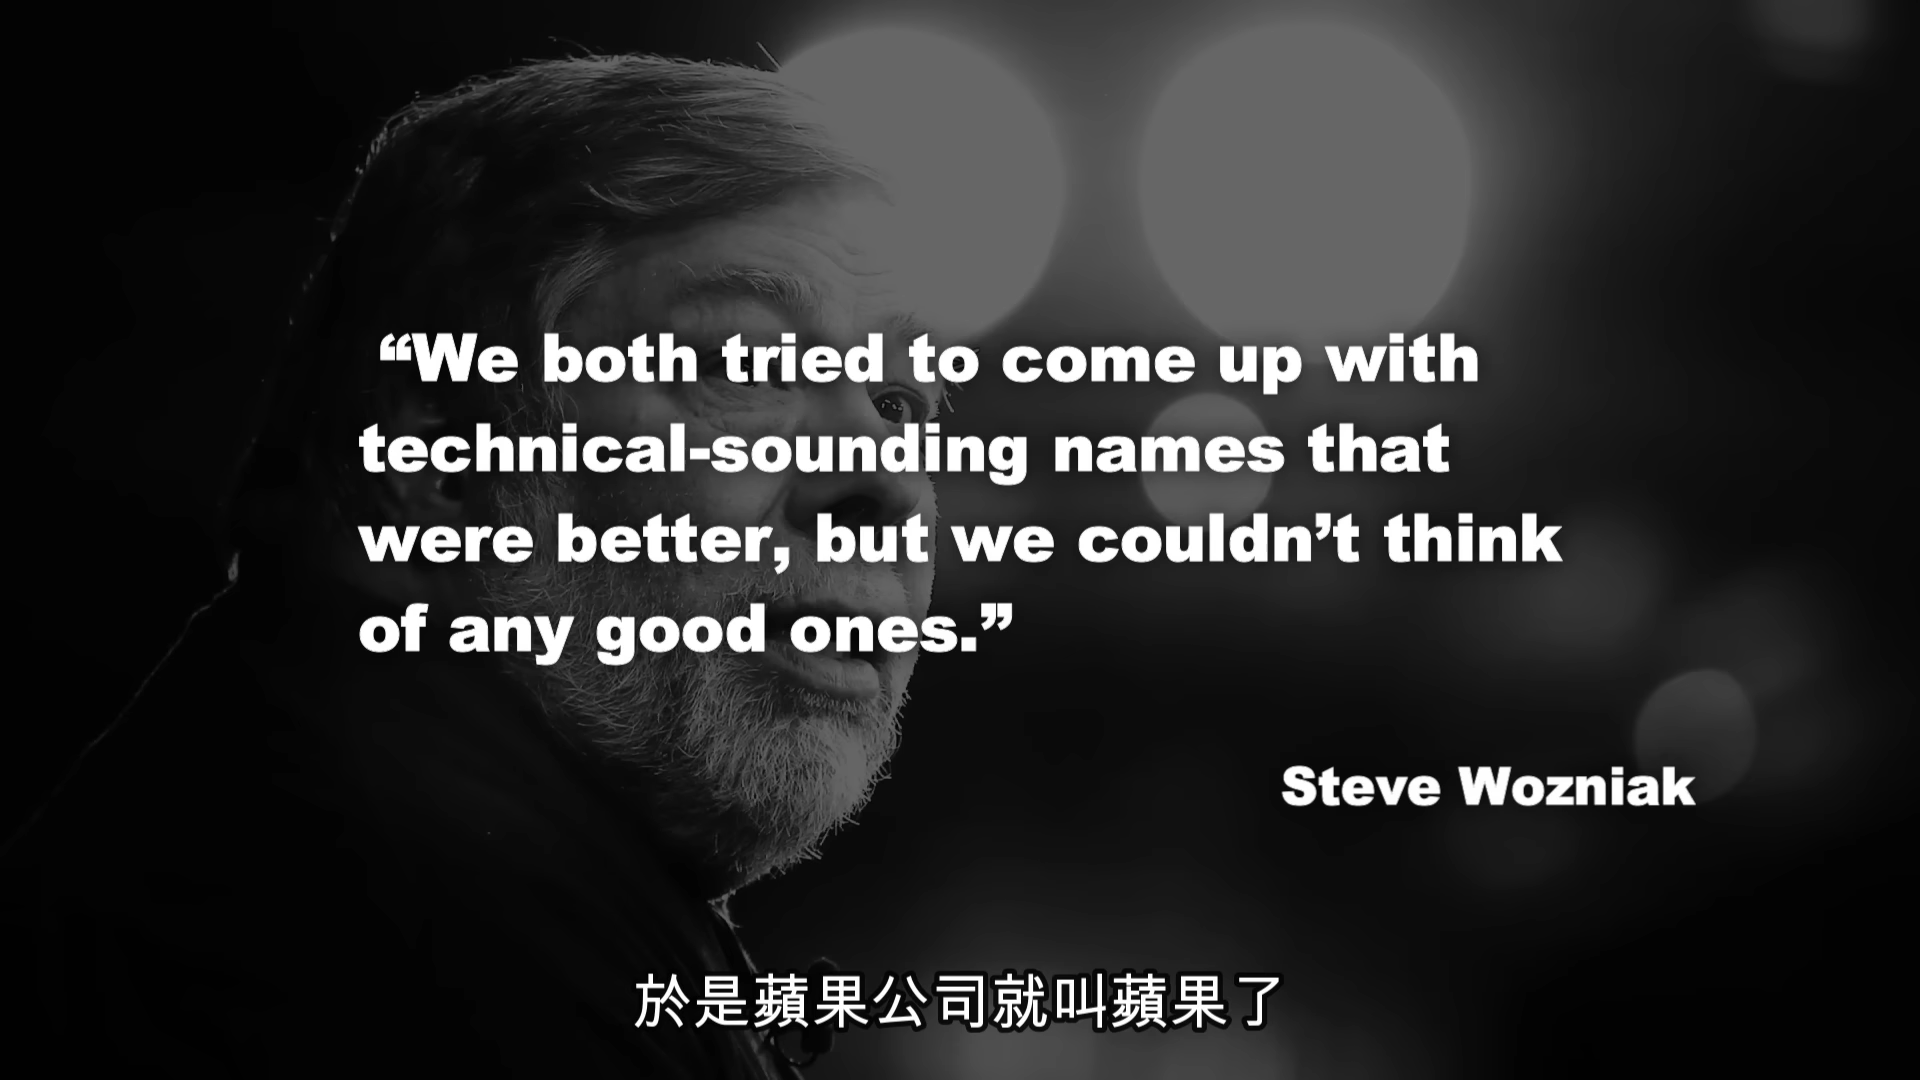 “We both tried to come up with
technical-sounding names that
were better, but we couldn’t think
of any good ones.”
Steve Wozniak
於是蘋果公司就叫蘋果了